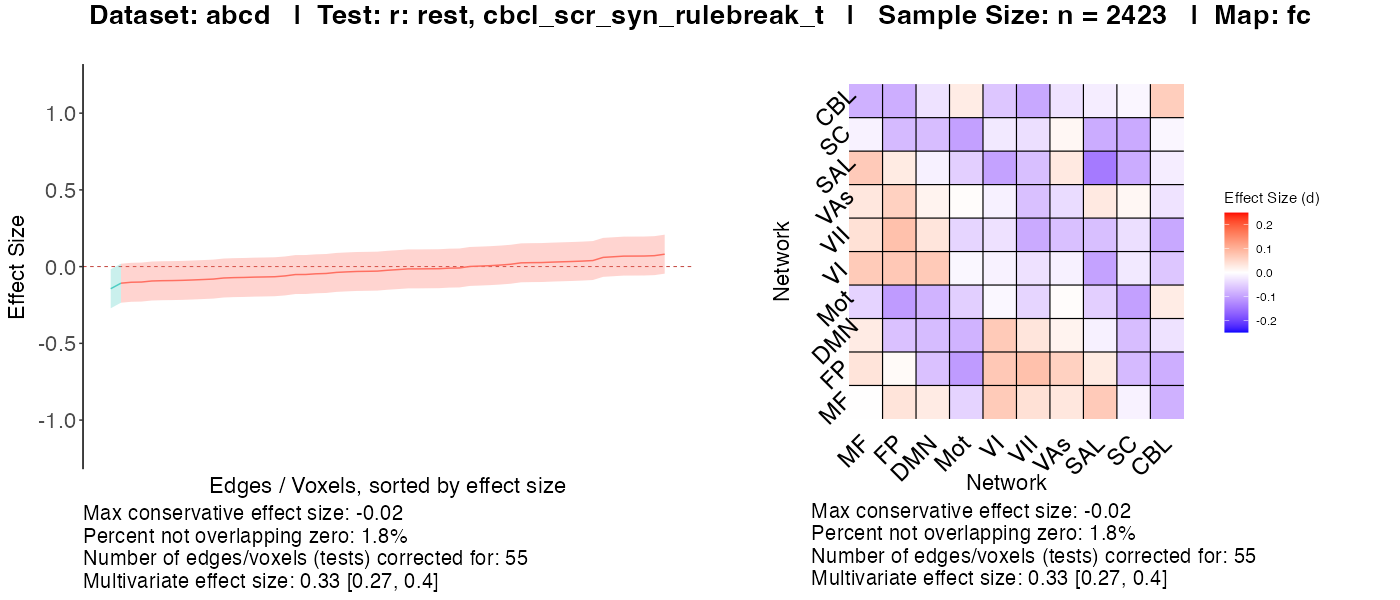 Dataset: abcd | Test: r: rest, cbcl_scr_syn_rulebreak_t | Sample Size: n = 2423 | Map: fc
Effect Size
1.0
0.5
0.0
-0.5
-1.0
Edges / Voxels, sorted by effect size
Max conservative effect size: -0.02
Percent not overlapping zero: 1.8%
Number of edges/voxels (tests) corrected for: 55
Multivariate effect size: 0.33 [0.27, 0.4]
Network
CBL
SC
SAL
VAs
VII
VI
Mot
DMN
FP
MF
MF
FP
DMN
Mot
VI
VII
VAs
SAL
SC
CBL
Network
Effect Size (d)
0.2
0.1
0.0
-0.1
-0.2
Max conservative effect size: -0.02
Percent not overlapping zero: 1.8%
Number of edges/voxels (tests) corrected for: 55
Multivariate effect size: 0.33 [0.27, 0.4]